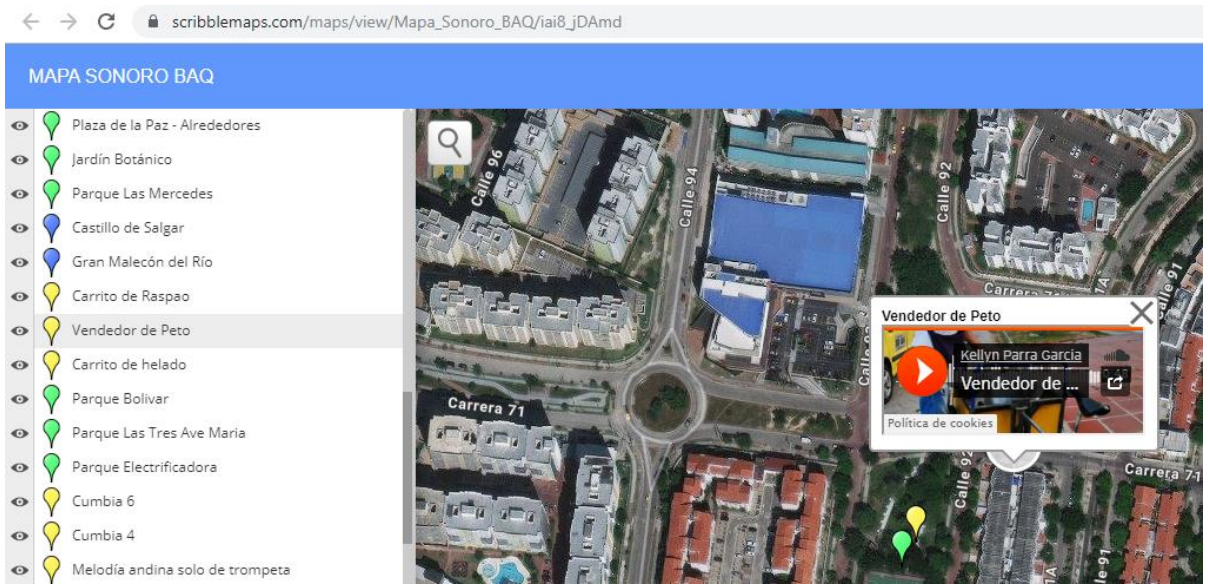 scribblemaps.com/maps/view/Mapa_Sonoro_BAQ/iai8_jDAmd
MAPA SONORO BAQ
Plaza de la Paz - Alrededores
Jardín Botánico
Parque Las Mercedes
Castillo de Salgar
Gran Malecón del Río
Carrito de Raspao
Vendedor de Peto
Carrito de helado
Parque Bolivar
Parque Las Tres Ave Maria
Parque Electrificadora
Cumbia 6
Cumbia 4
Melodía andina solo de trompeta
Calle 96
Calle 94
Calle 92
Carrera 71
Vendedor de Peto
Kellyn Parra Garcia
Vendedor de ...
Política de cookies
Calle 92
Carrera 71
Calle 91